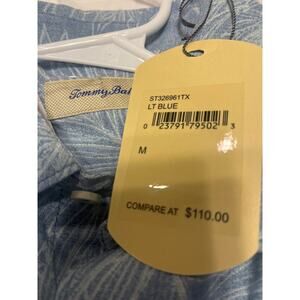 Tommy Ba
ST326961TX
LT BLUE
0 23791 79502 3
M
COMPARE AT $110.00